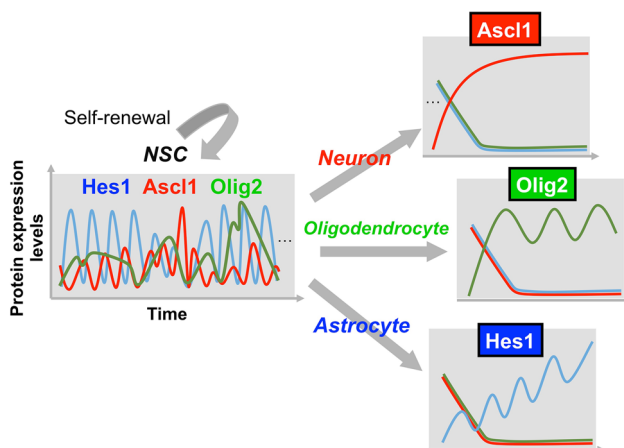 Ascl1
Self-renewal
NSC
Hes1 Ascl1 Olig2
...
Protein expression
levels
Time
Neuron
...
Oligodendrocyte
Olig2
Astrocyte
Hes1